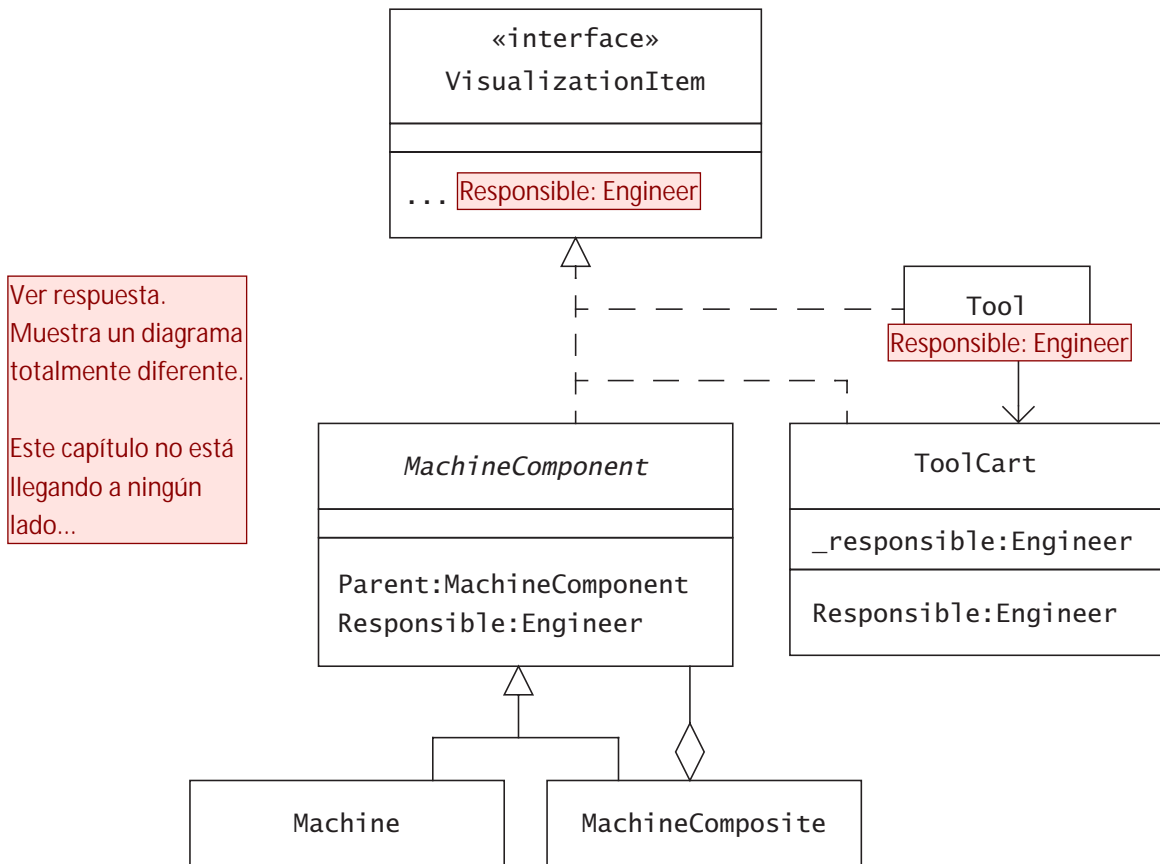 «interface»
VisualizationItem
... Responsible: Engineer
Ver respuesta.
Muestra un diagrama
totalmente diferente.
Este capítulo no está
llegando a ningún
lado...
Tool
Responsible: Engineer
MachineComponent
Parent:MachineComponent
Responsible:Engineer
ToolCart
_responsible:Engineer
Responsible:Engineer
Machine
MachineComposite